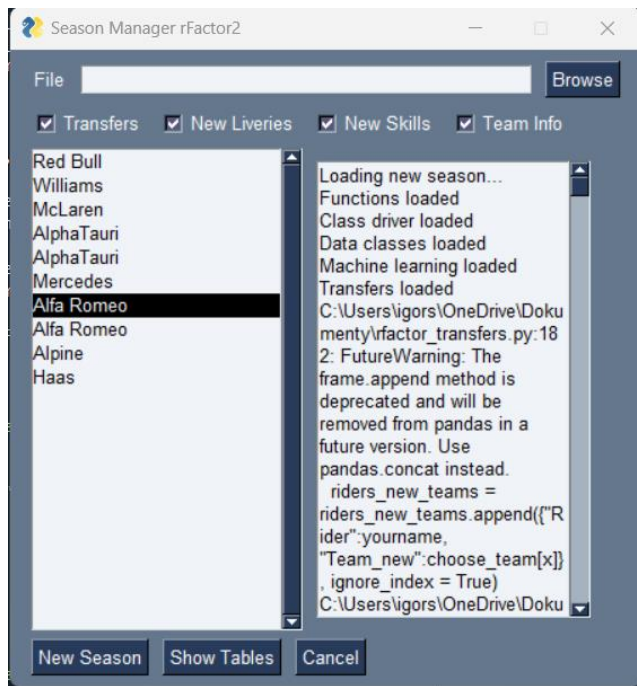 Season Manager rFactor2
File
Browse
Transfers New Liveries New Skills Team Info
Red Bull
Williams
McLaren
AlphaTauri
AlphaTauri
Mercedes
Alfa Romeo
Alfa Romeo
Alpine
Haas
Loading new season...
Functions loaded
Class driver loaded
Data classes loaded
Machine learning loaded
Transfers loaded
C:\Users\igors\OneDrive\Doku
menty\rfactor_transfers.py:18
2: FutureWarning: The
frame.append method is
deprecated and will be
removed from pandas in a
future version. Use
pandas.concat instead.
riders_new_teams =
riders_new_teams.append({"R
ider":yourname,
"Team_new":choose_team[x]}
, ignore_index = True)
C:\Users\igors\OneDrive\Doku
New Season
Show Tables
Cancel